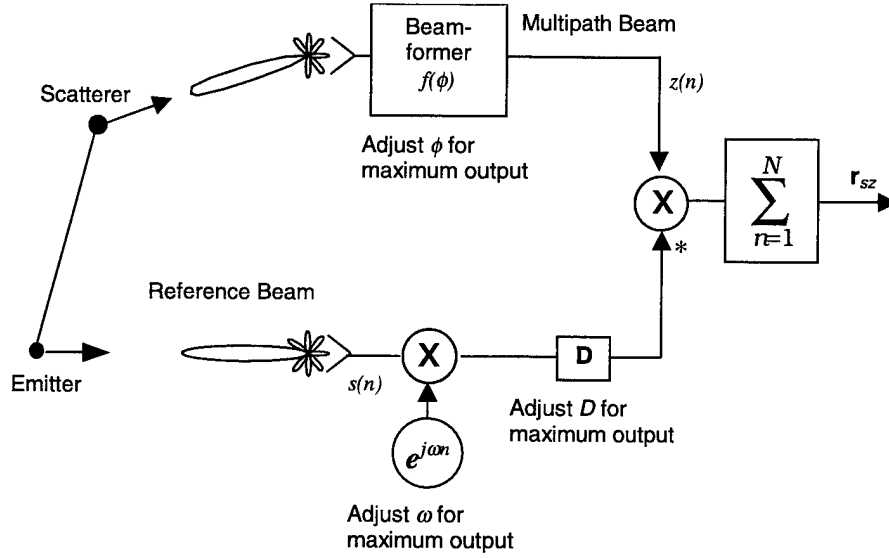 Beam-
former
f(ϕ)
Multipath Beam
z(n)
Scatterer
Adjust ϕ for
maximum output
X
N
∑
n=1
r_sz
*
Reference Beam
Emitter
s(n)
X
D
Adjust D for
maximum output
e^{jωn}
Adjust ω for
maximum output